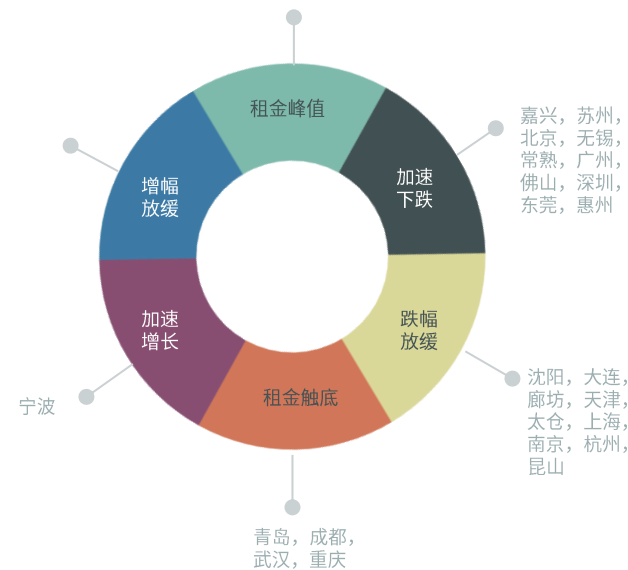 租金峰值
加速
下跌
嘉兴，苏州，
北京，无锡，
常熟，广州，
佛山，深圳，
东莞，惠州
跌幅
放缓
沈阳，大连，
廊坊，天津，
太仓，上海，
南京，杭州，
昆山
租金触底
青岛，成都，
武汉，重庆
加速
增长
宁波
增幅
放缓